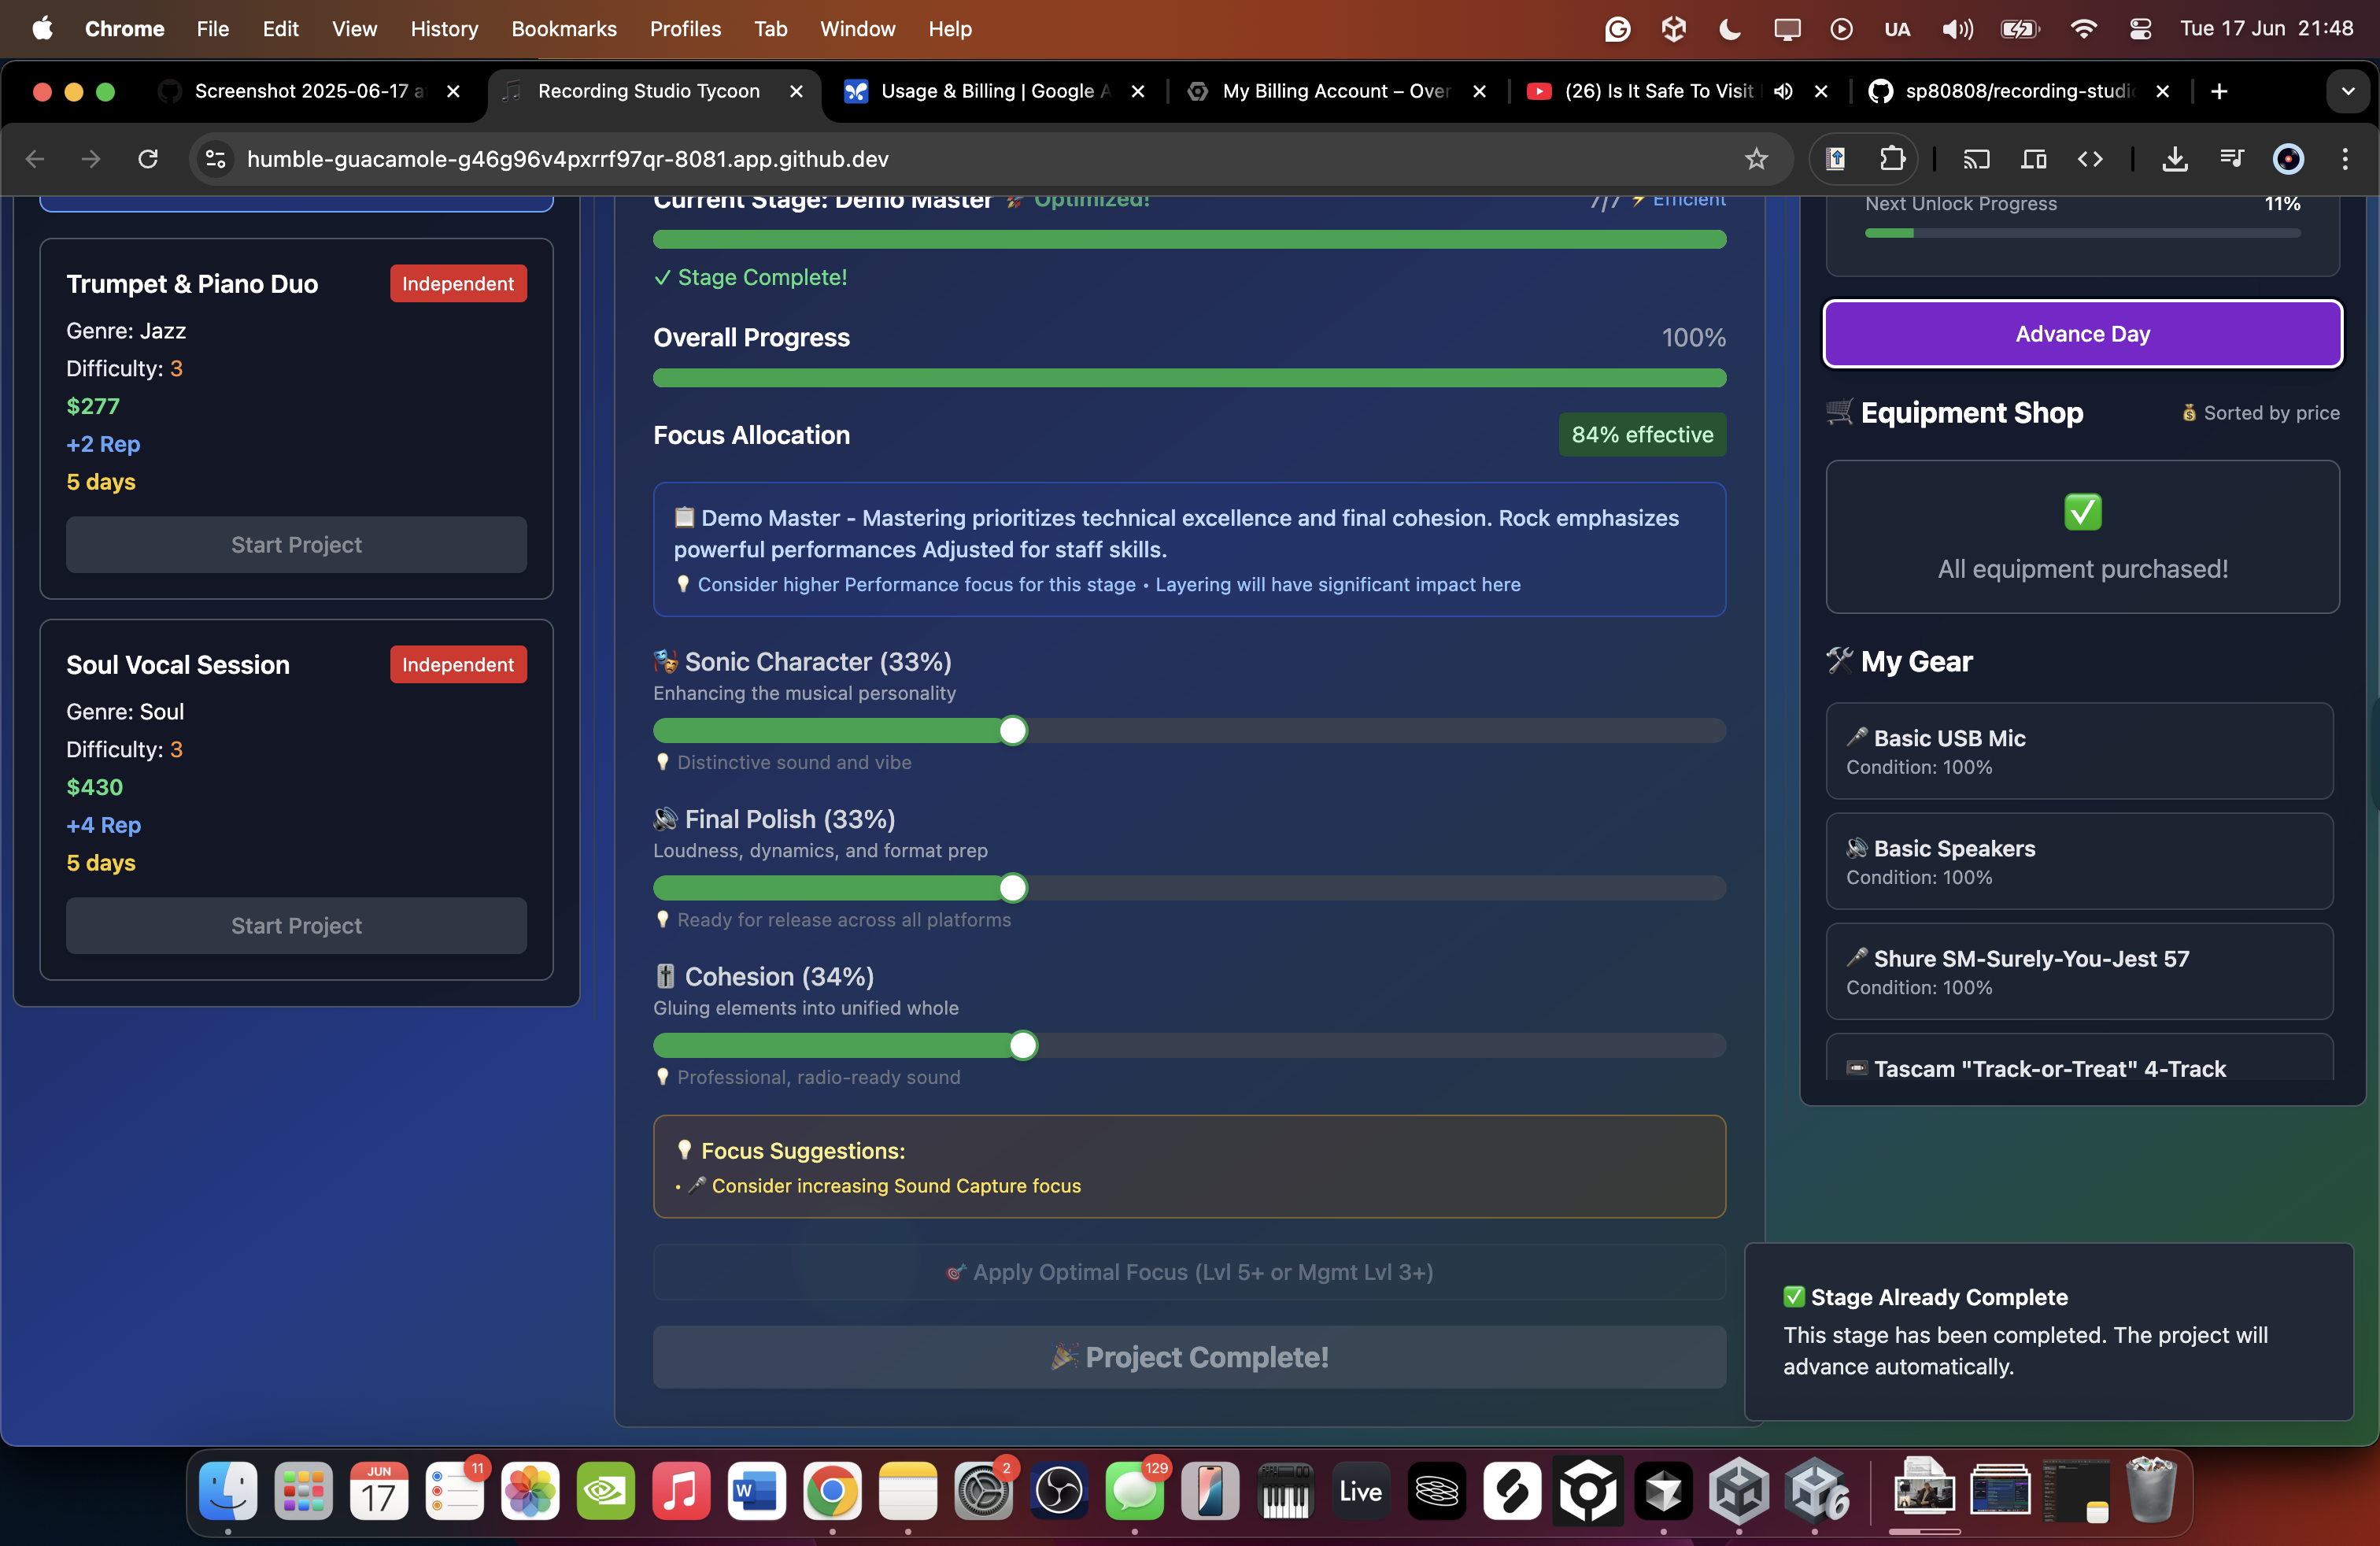 Chrome File Edit View History Bookmarks Profiles Tab Window Help UA Tue 17 Jun 21:48
Screenshot 2025-06-17 a
Recording Studio Tycoon
Usage & Billing | Google A
My Billing Account – Over
(26) Is It Safe To Visit
sp80808/recording-studi
humble-guacamole-g46g96v4pxrrf97qr-8081.app.github.dev
Trumpet & Piano Duo
Independent
Genre: Jazz
Difficulty: 3
$277
+2 Rep
5 days
Start Project
Soul Vocal Session
Independent
Genre: Soul
Difficulty: 3
$430
+4 Rep
5 days
Start Project
Current Stage: Demo Master 🚀 Optimized!
7/7 ⚡ Efficient
✓ Stage Complete!
Overall Progress
100%
Focus Allocation
84% effective
📋 Demo Master - Mastering prioritizes technical excellence and final cohesion. Rock emphasizes
powerful performances Adjusted for staff skills.
💡 Consider higher Performance focus for this stage • Layering will have significant impact here
🎭 Sonic Character (33%)
Enhancing the musical personality
💡 Distinctive sound and vibe
🔊 Final Polish (33%)
Loudness, dynamics, and format prep
💡 Ready for release across all platforms
🎚️ Cohesion (34%)
Gluing elements into unified whole
💡 Professional, radio-ready sound
💡 Focus Suggestions:
• 🎤 Consider increasing Sound Capture focus
🎯 Apply Optimal Focus (Lvl 5+ or Mgmt Lvl 3+)
🎉 Project Complete!
Next Unlock Progress
11%
Advance Day
🛒 Equipment Shop
💰 Sorted by price
✅
All equipment purchased!
🛠️ My Gear
🎤 Basic USB Mic
Condition: 100%
🔊 Basic Speakers
Condition: 100%
🎤 Shure SM-Surely-You-Jest 57
Condition: 100%
📼 Tascam "Track-or-Treat" 4-Track
✅ Stage Already Complete
This stage has been completed. The project will
advance automatically.
JUN
17
11
W
2
129
Live
6